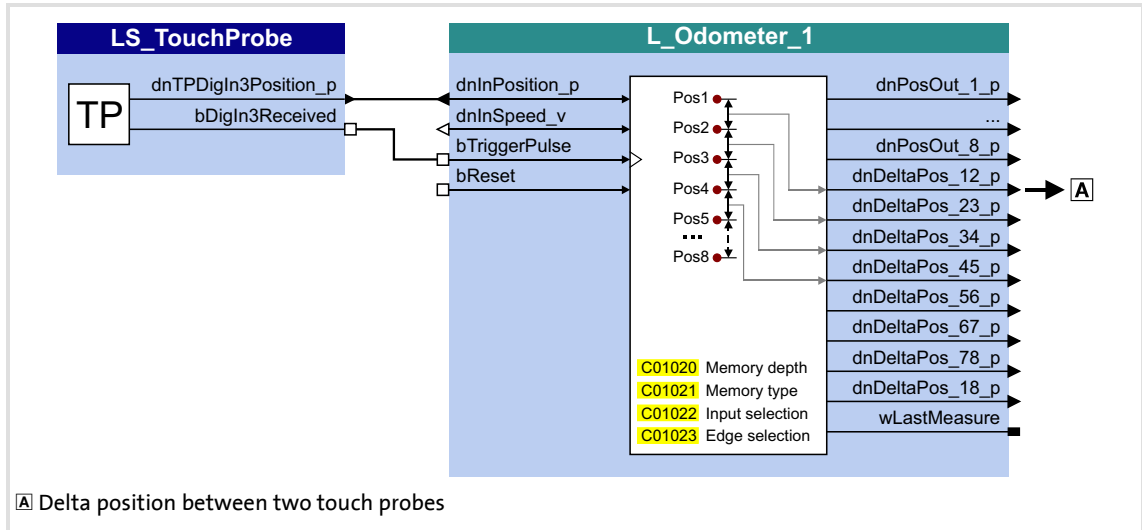 LS_TouchProbe
TP
dnTPDigIn3Position_p
bDigIn3Received
L_Odometer_1
dnInPosition_p
dnInSpeed_v
bTriggerPulse
bReset
Pos1
Pos2
Pos3
Pos4
Pos5
...
Pos8
C01020 Memory depth
C01021 Memory type
C01022 Input selection
C01023 Edge selection
dnPosOut_1_p
...
dnPosOut_8_p
dnDeltaPos_12_p
A
dnDeltaPos_23_p
dnDeltaPos_34_p
dnDeltaPos_45_p
dnDeltaPos_56_p
dnDeltaPos_67_p
dnDeltaPos_78_p
dnDeltaPos_18_p
wLastMeasure
A Delta position between two touch probes